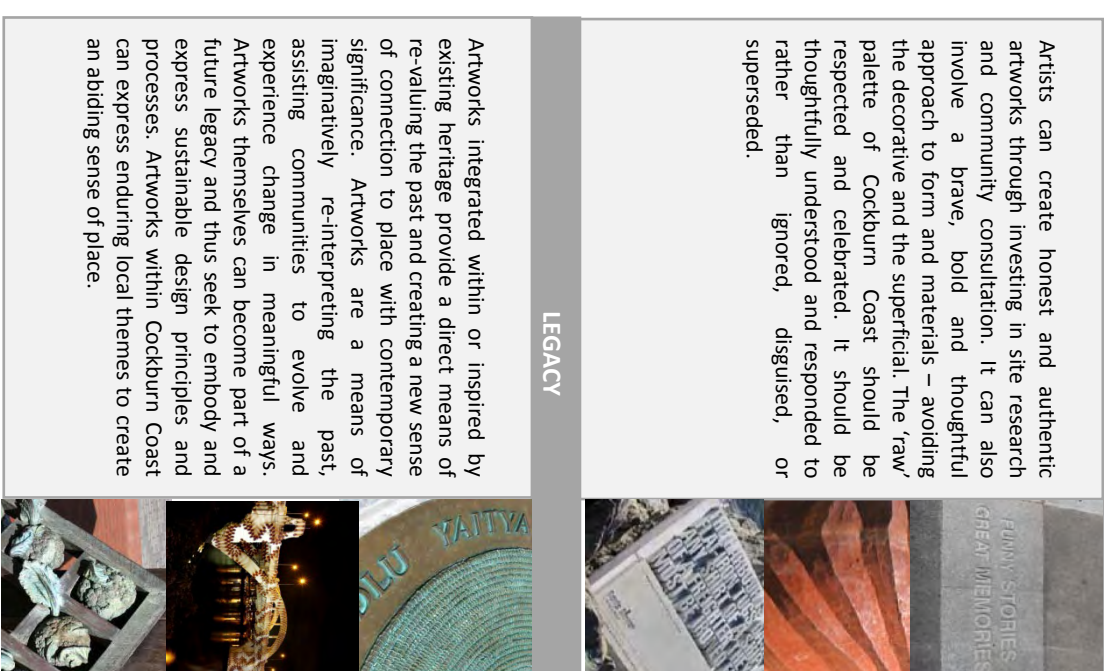 Artists can create honest and authentic
artworks through investing in site research
and community consultation. It can also
involve a brave, bold and thoughtful
approach to form and materials – avoiding
the decorative and the superficial. The ‘raw’
palette of Cockburn Coast should be
respected and celebrated. It should be
thoughtfully understood and responded to
rather than ignored, disguised, or
superseded.
FUNNY STORIES
GREAT MEMORIES
LEGACY
Artworks integrated within or inspired by
existing heritage provide a direct means of
re-valuing the past and creating a new sense
of connection to place with contemporary
significance. Artworks are a means of
imaginatively re-interpreting the past,
assisting communities to evolve and
experience change in meaningful ways.
Artworks themselves can become part of a
future legacy and thus seek to embody and
express sustainable design principles and
processes. Artworks within Cockburn Coast
can express enduring local themes to create
an abiding sense of place.
YAITYA